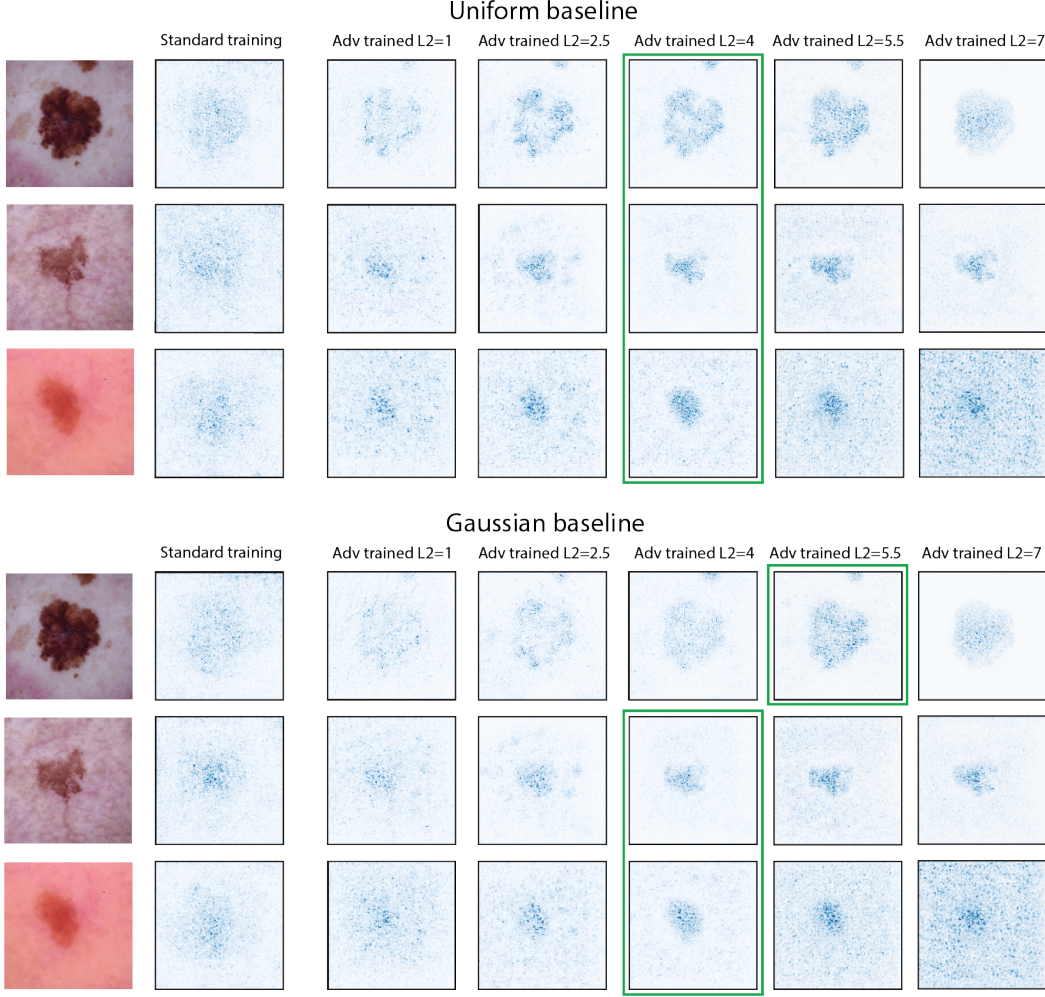 Uniform baseline
Standard training Adv trained L2=1 Adv trained L2=2.5 Adv trained L2=4 Adv trained L2=5.5 Adv trained L2=7
Gaussian baseline
Standard training Adv trained L2=1 Adv trained L2=2.5 Adv trained L2=4 Adv trained L2=5.5 Adv trained L2=7